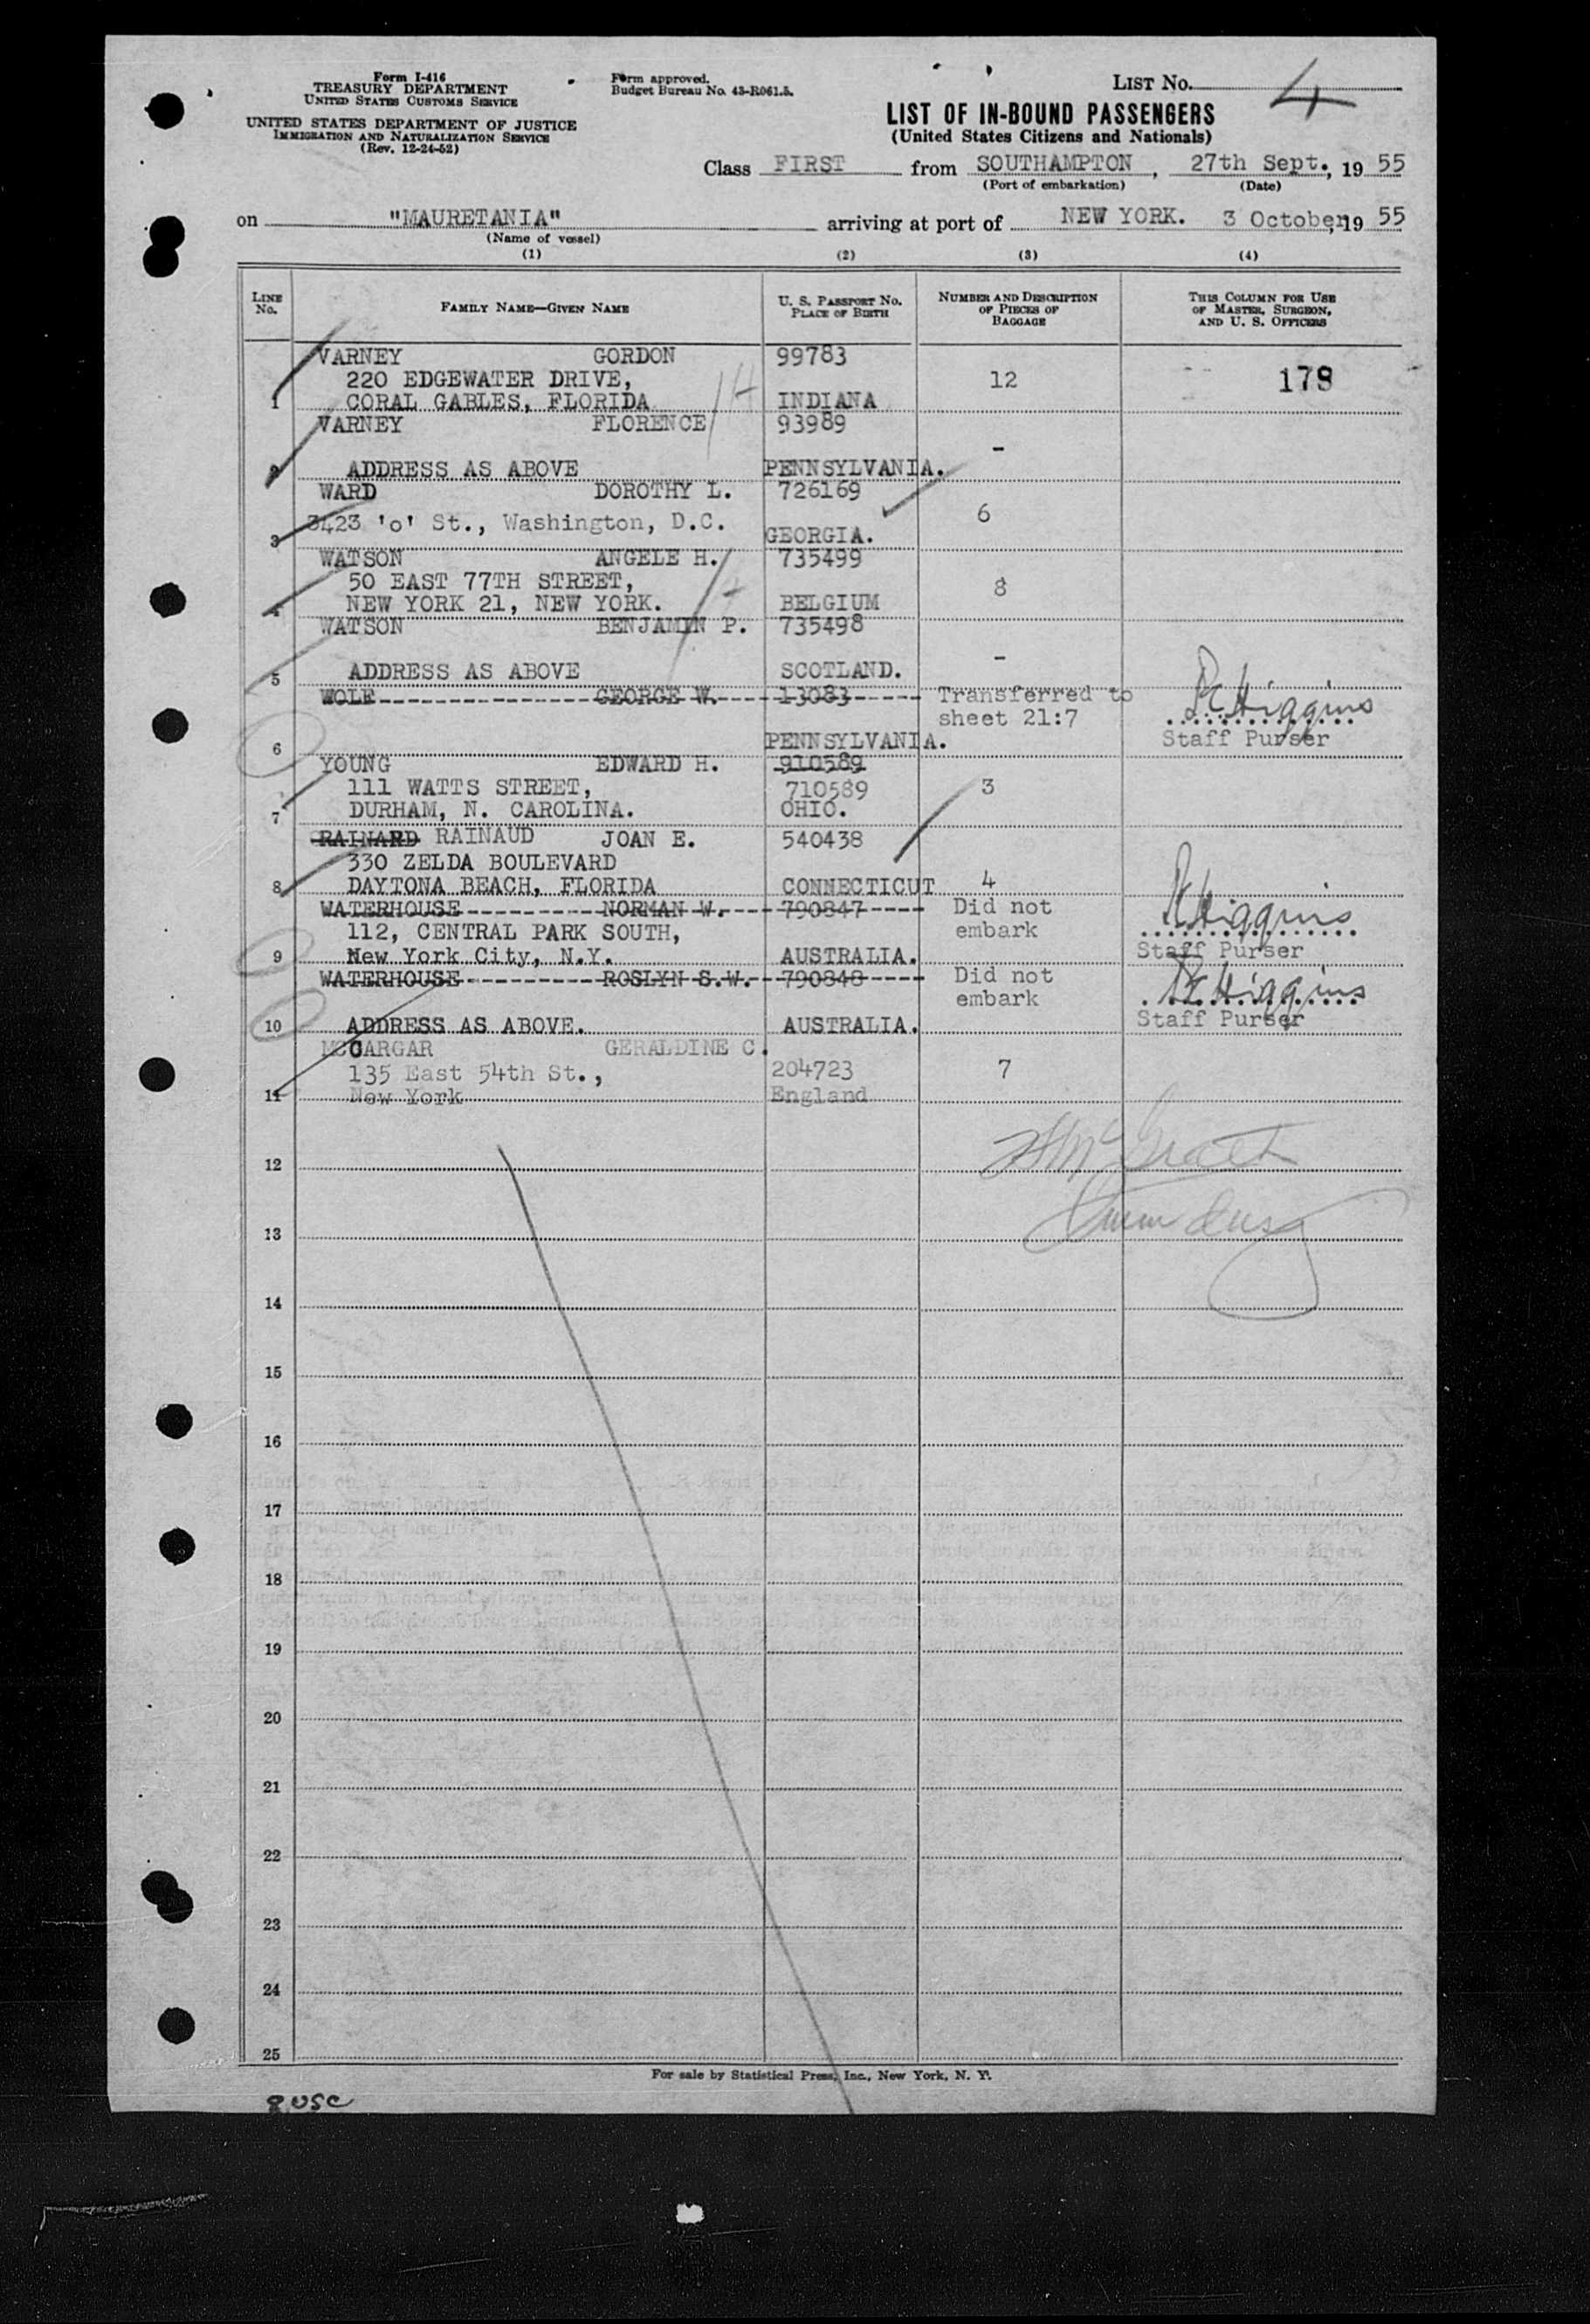 Form I-416
TREASURY DEPARTMENT
UNITED STATES CUSTOMS SERVICE
UNITED STATES DEPARTMENT OF JUSTICE
IMMIGRATION AND NATURALIZATION SERVICE
(Rev. 12-24-52)
Form approved.
Budget Bureau No. 43-R061.5.
LIST No. 4
LIST OF IN-BOUND PASSENGERS
(United States Citizens and Nationals)
Class FIRST from SOUTHAMPTON, 27th Sept., 19 55
(Port of embarkation) (Date)
on "MAURETANIA" arriving at port of NEW YORK. 3 October, 19 55
(Name of vessel)
(1) (2) (3) (4)
LINE No. FAMILY NAME—GIVEN NAME U. S. PASSPORT NO. PLACE OF BIRTH NUMBER AND DESCRIPTION OF PIECES OF BAGGAGE THIS COLUMN FOR USE OF MASTER, SURGEON, AND U. S. OFFICERS
VARNEY GORDON 99783
220 EDGEWATER DRIVE, 12 178
1 CORAL GABLES, FLORIDA INDIANA
VARNEY FLORENCE 93989
-
2 ADDRESS AS ABOVE PENNSYLVANIA.
WARD DOROTHY L. 726169
3423 'O' St., Washington, D.C. 6
3 GEORGIA.
WATSON ANGELE H. 735499
50 EAST 77TH STREET, 8
4 NEW YORK 21, NEW YORK. BELGIUM
WATSON BENJAMIN P. 735498
-
5 ADDRESS AS ABOVE SCOTLAND.
WOLF GEORGE W. 13083 Transferred to
sheet 21:7 Higgins
6 PENNSYLVANIA. Staff Purser
YOUNG EDWARD H. 910589
111 WATTS STREET, 710589 3
7 DURHAM, N. CAROLINA. OHIO.
RAINARD RAINAUD JOAN E. 540438
330 ZELDA BOULEVARD
8 DAYTONA BEACH, FLORIDA CONNECTICUT 4
WATERHOUSE NORMAN W. 790847 Did not
112, CENTRAL PARK SOUTH, embark Higgins
9 New York City, N.Y. AUSTRALIA. Staff Purser
WATERHOUSE ROSLYN S.W. 790848 Did not
embark Higgins
10 ADDRESS AS ABOVE. AUSTRALIA. Staff Purser
MCCARGAR GERALDINE C.
135 East 54th St., 204723 7
11 New York England
12
13
14
15
16
17
18
19
20
21
22
23
24
25
For sale by Statistical Press, Inc., New York, N. Y.
8 USC